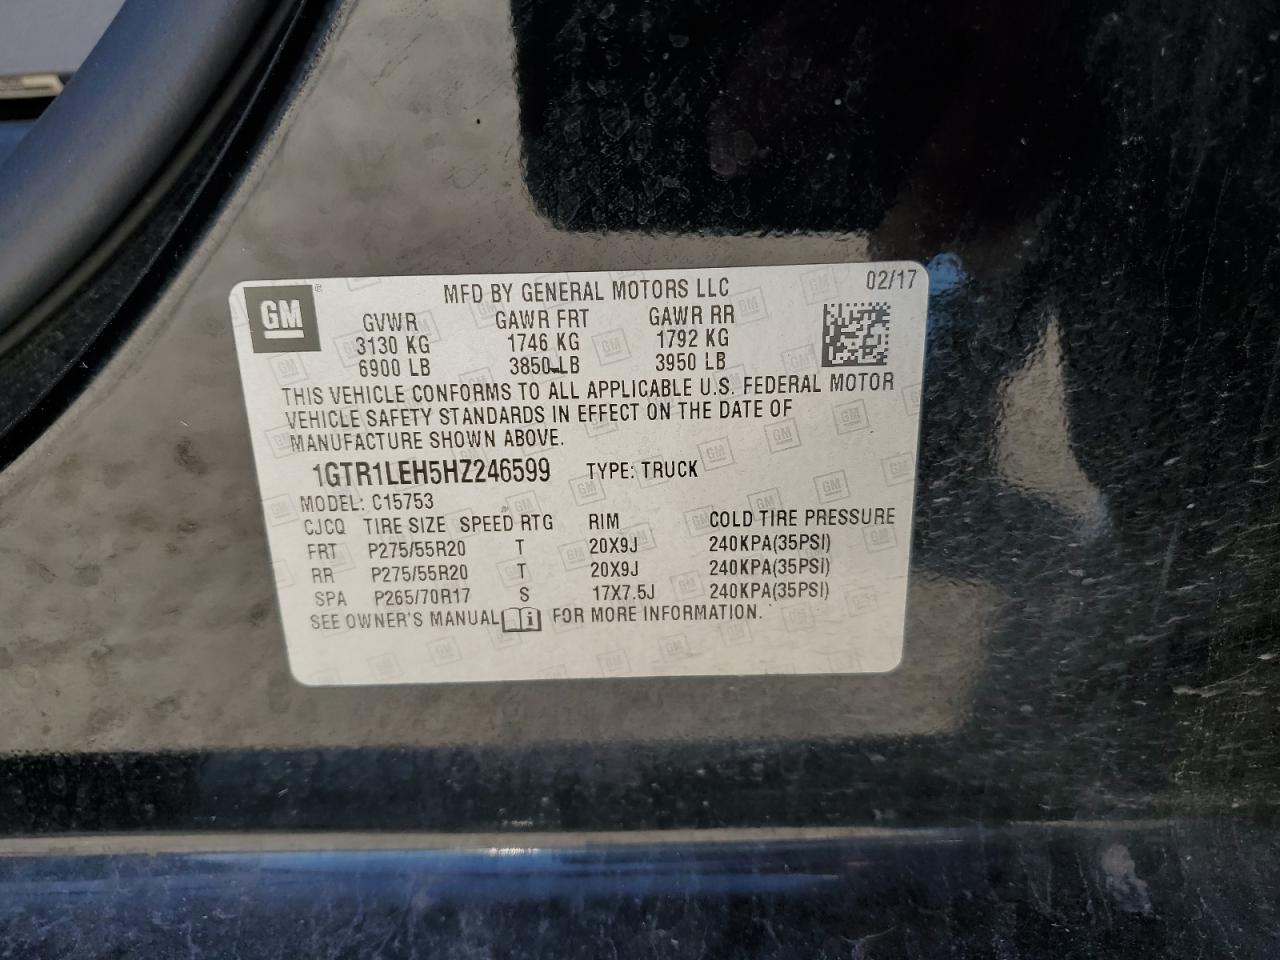 GM
®
MFD BY GENERAL MOTORS LLC 02/17
GVWR GAWR FRT GAWR RR
3130 KG 1746 KG 1792 KG
6900 LB 3850 LB 3950 LB
THIS VEHICLE CONFORMS TO ALL APPLICABLE U.S. FEDERAL MOTOR
VEHICLE SAFETY STANDARDS IN EFFECT ON THE DATE OF
MANUFACTURE SHOWN ABOVE.
1GTR1LEH5HZ246599 TYPE: TRUCK
MODEL: C15753
CJCQ TIRE SIZE SPEED RTG RIM COLD TIRE PRESSURE
FRT P275/55R20 T 20X9J 240KPA(35PSI)
RR P275/55R20 T 20X9J 240KPA(35PSI)
SPA P265/70R17 S 17X7.5J 240KPA(35PSI)
SEE OWNER'S MANUAL i FOR MORE INFORMATION.